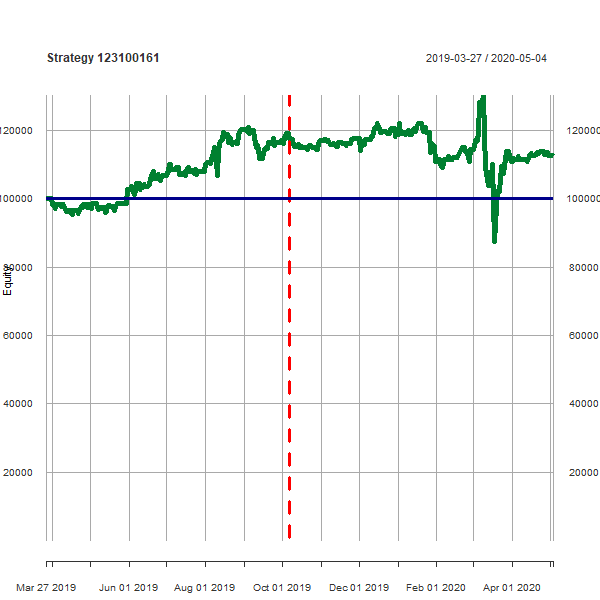 Strategy 123100161 2019-03-27 / 2020-05-04
120000 120000
100000 100000
80000 80000
Equity
60000 60000
40000 40000
20000 20000
Mar 27 2019 Jun 01 2019 Aug 01 2019 Oct 01 2019 Dec 01 2019 Feb 01 2020 Apr 01 2020